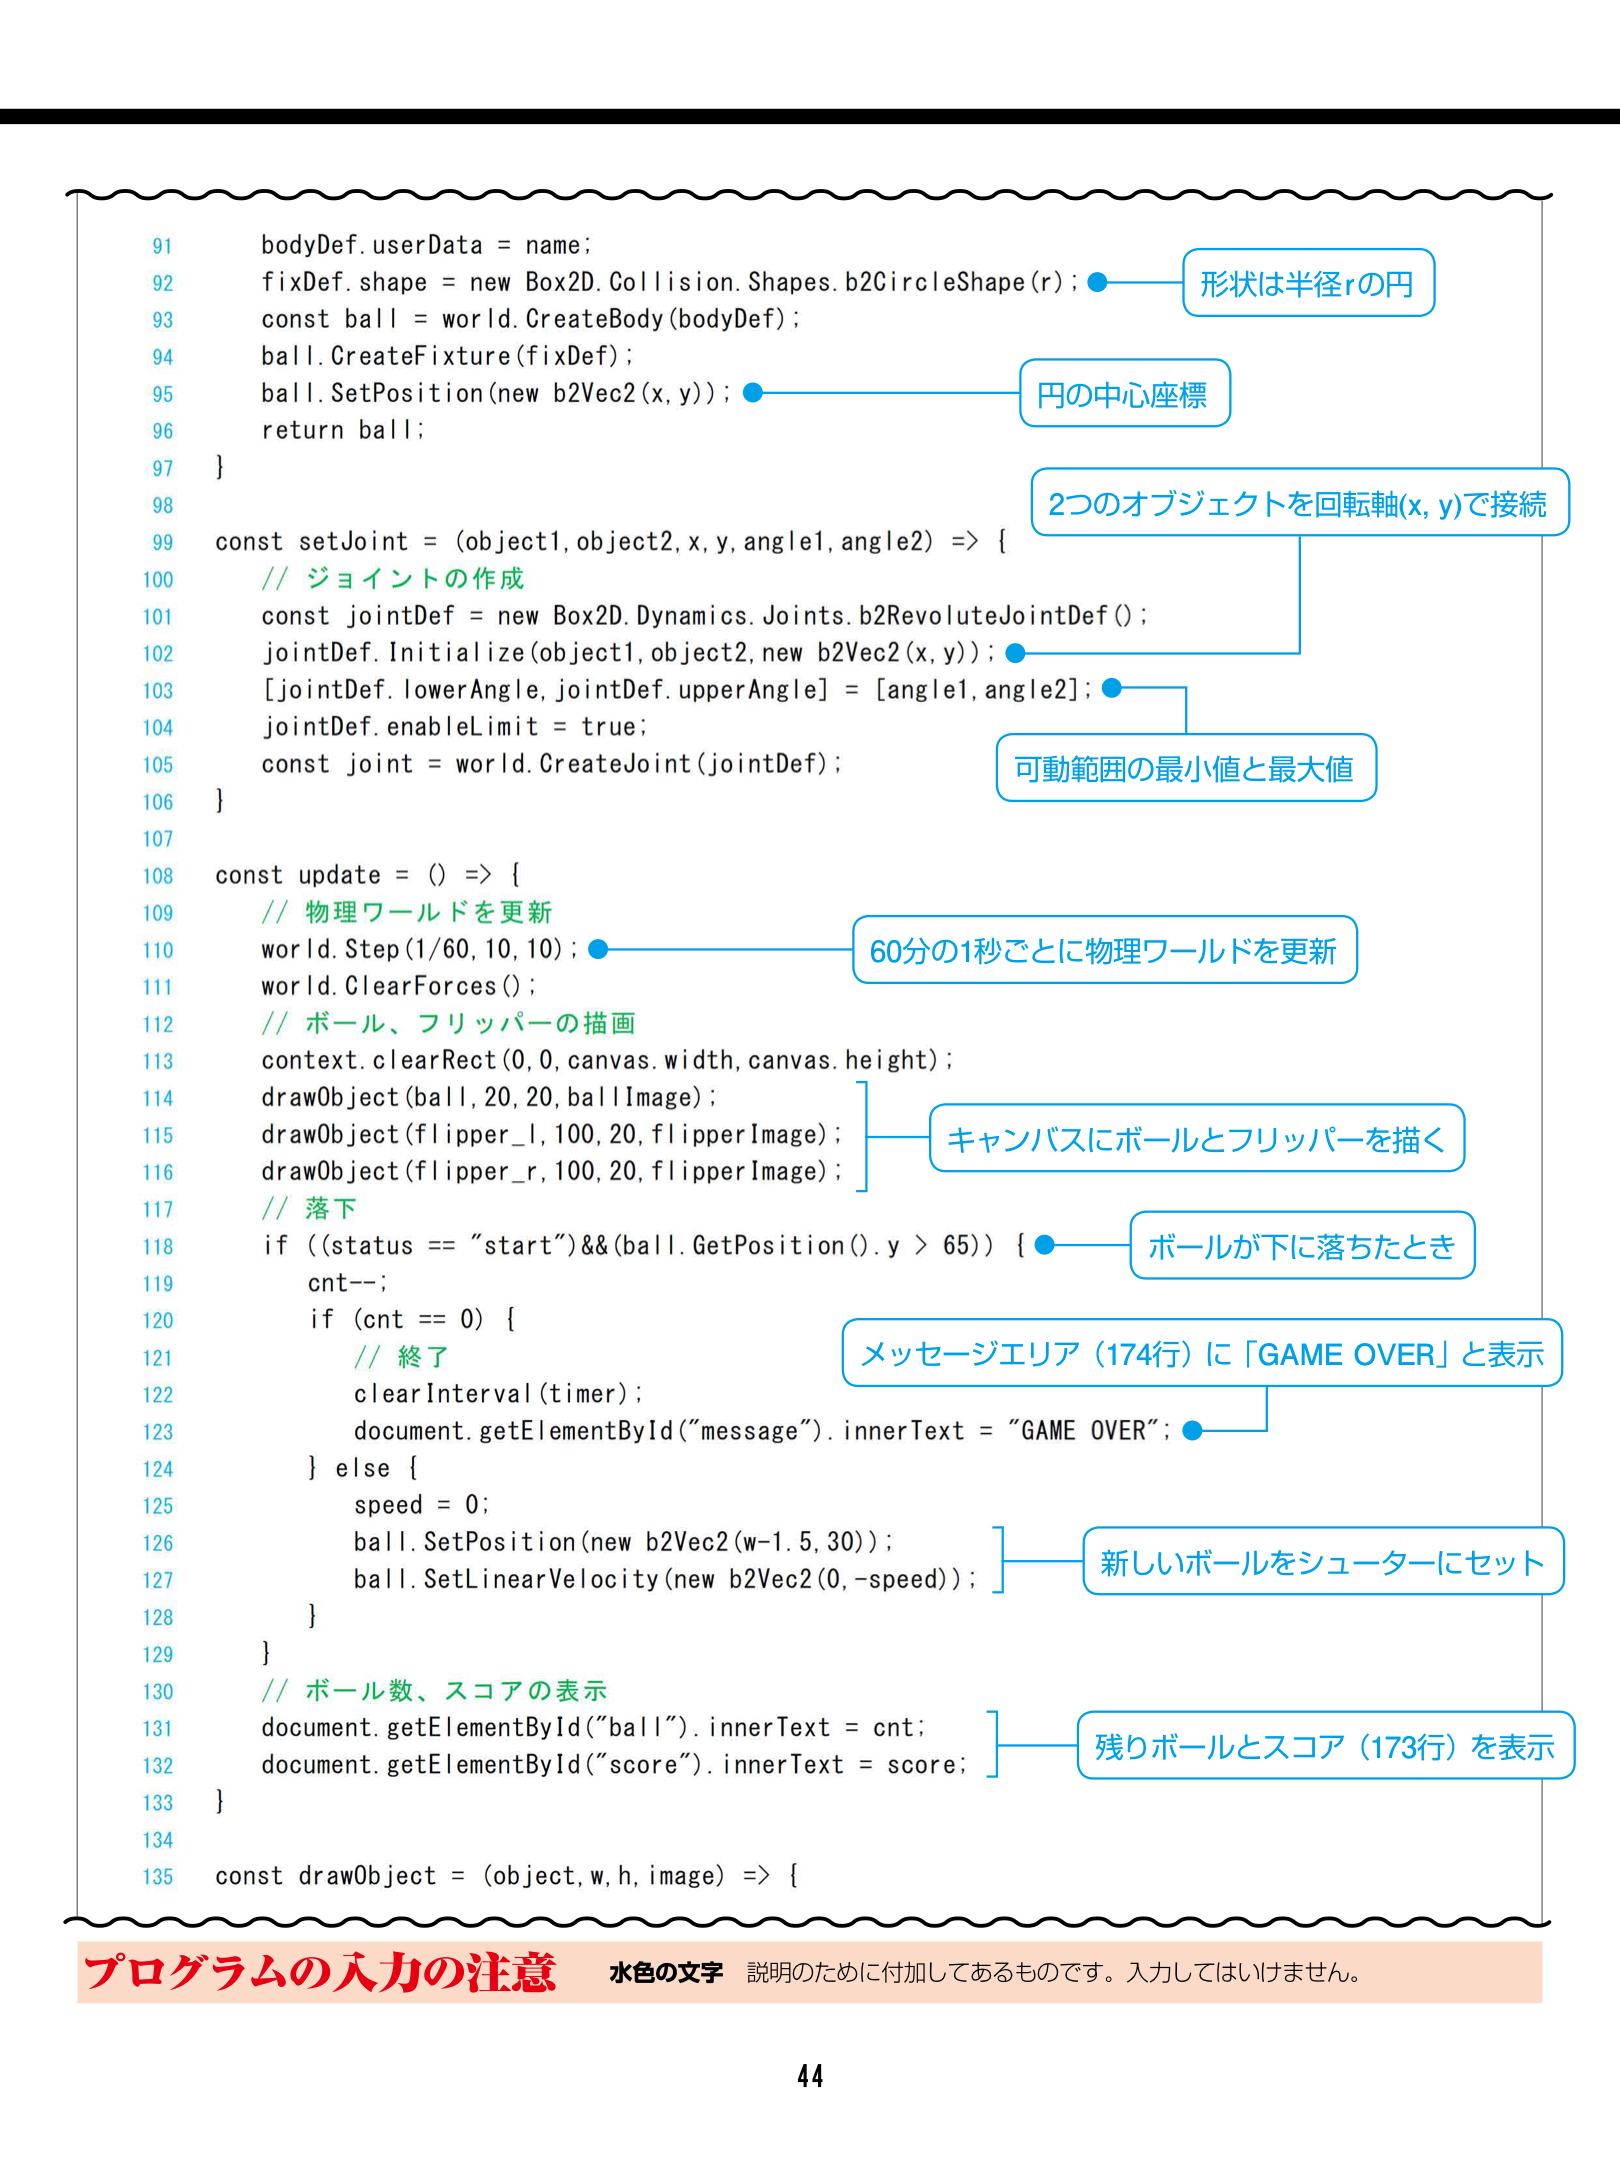 91 bodyDef.userData = name;
92 fixDef.shape = new Box2D.Collision.Shapes.b2CircleShape(r); 形状は半径rの円
93 const ball = world.CreateBody(bodyDef);
94 ball.CreateFixture(fixDef);
95 ball.SetPosition(new b2Vec2(x,y)); 円の中心座標
96 return ball;
97 }
98
2つのオブジェクトを回転軸(x, y)で接続
99 const setJoint = (object1,object2,x,y,angle1,angle2) => {
100 // ジョイントの作成
101 const jointDef = new Box2D.Dynamics.Joints.b2RevoluteJointDef();
102 jointDef.Initialize(object1,object2,new b2Vec2(x,y));
103 [jointDef.lowerAngle,jointDef.upperAngle] = [angle1,angle2];
104 jointDef.enableLimit = true;
105 const joint = world.CreateJoint(jointDef); 可動範囲の最小値と最大値
106 }
107
108 const update = () => {
109 // 物理ワールドを更新
110 world.Step(1/60,10,10); 60分の1秒ごとに物理ワールドを更新
111 world.ClearForces();
112 // ボール、フリッパーの描画
113 context.clearRect(0,0,canvas.width,canvas.height);
114 drawObject(ball,20,20,ballImage);
115 drawObject(flipper_l,100,20,flipperImage); キャンバスにボールとフリッパーを描く
116 drawObject(flipper_r,100,20,flipperImage);
117 // 落下
118 if ((status == "start")&&(ball.GetPosition().y > 65)) { ボールが下に落ちたとき
119 cnt--;
120 if (cnt == 0) {
121 // 終了 メッセージエリア（174行）に「GAME OVER」と表示
122 clearInterval(timer);
123 document.getElementById("message").innerText = "GAME OVER";
124 } else {
125 speed = 0;
126 ball.SetPosition(new b2Vec2(w-1.5,30)); 新しいボールをシューターにセット
127 ball.SetLinearVelocity(new b2Vec2(0,-speed));
128 }
129 }
130 // ボール数、スコアの表示
131 document.getElementById("ball").innerText = cnt; 残りボールとスコア（173行）を表示
132 document.getElementById("score").innerText = score;
133 }
134
135 const drawObject = (object,w,h,image) => {
プログラムの入力の注意 水色の文字 説明のために付加してあるものです。入力してはいけません。
44